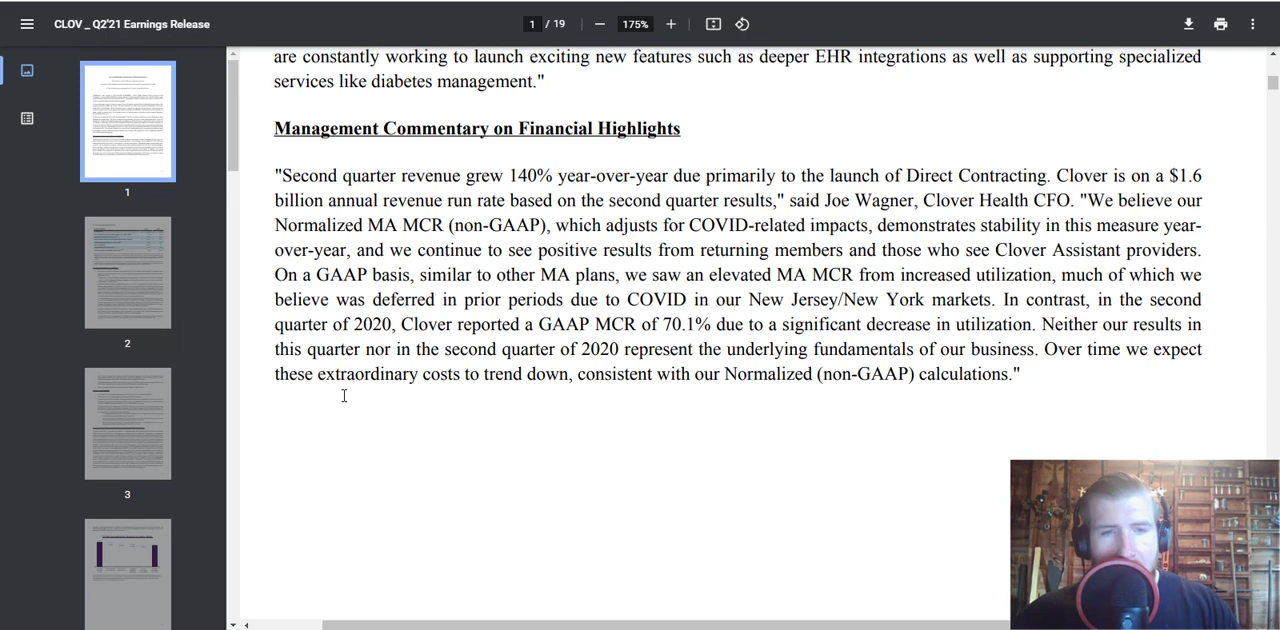 CLOV _ Q2'21 Earnings Release
1 / 19
175%
are constantly working to launch exciting new features such as deeper EHR integrations as well as supporting specialized
services like diabetes management."
Management Commentary on Financial Highlights
"Second quarter revenue grew 140% year-over-year due primarily to the launch of Direct Contracting. Clover is on a $1.6
billion annual revenue run rate based on the second quarter results," said Joe Wagner, Clover Health CFO. "We believe our
Normalized MA MCR (non-GAAP), which adjusts for COVID-related impacts, demonstrates stability in this measure year-
over-year, and we continue to see positive results from returning members and those who see Clover Assistant providers.
On a GAAP basis, similar to other MA plans, we saw an elevated MA MCR from increased utilization, much of which we
believe was deferred in prior periods due to COVID in our New Jersey/New York markets. In contrast, in the second
quarter of 2020, Clover reported a GAAP MCR of 70.1% due to a significant decrease in utilization. Neither our results in
this quarter nor in the second quarter of 2020 represent the underlying fundamentals of our business. Over time we expect
these extraordinary costs to trend down, consistent with our Normalized (non-GAAP) calculations."
1
2
3